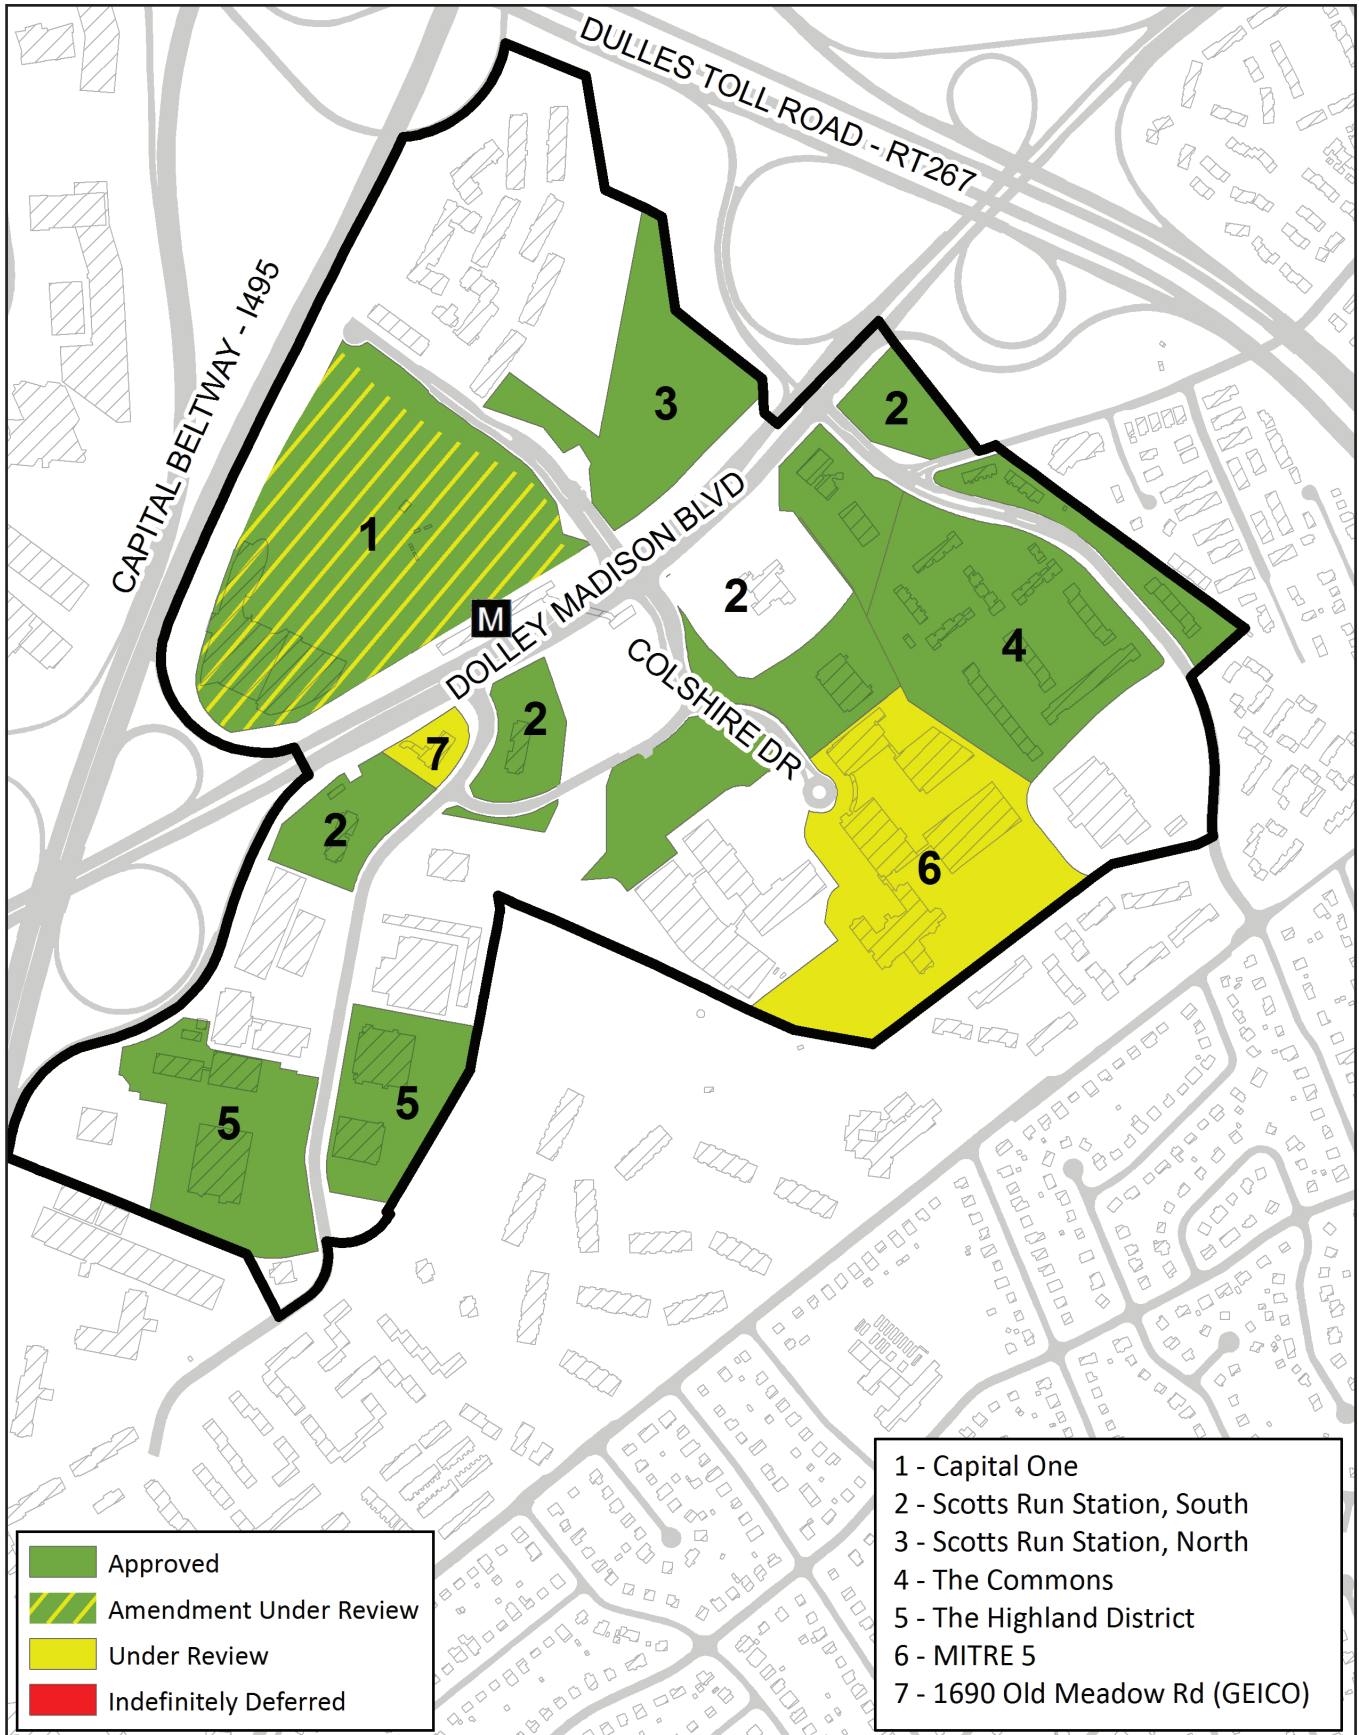 DULLES TOLL ROAD - RT267
CAPITAL BELTWAY - I495
3
2
1
DOLLEY MADISON BLVD
2
M
COLSHIRE DR
4
2
7
2
6
5
5
1 - Capital One
2 - Scotts Run Station, South
3 - Scotts Run Station, North
4 - The Commons
5 - The Highland District
6 - MITRE 5
7 - 1690 Old Meadow Rd (GEICO)
Approved
Amendment Under Review
Under Review
Indefinitely Deferred